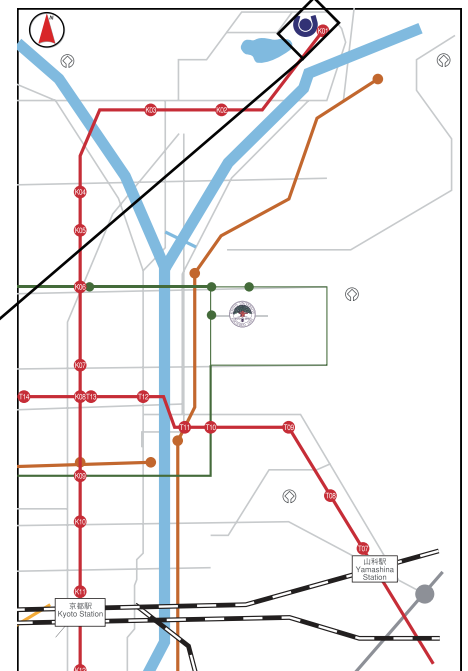 K01
K03
K02
K04
K05
K06
K07
T14
K08
T13
T12
T11
T10
T09
K09
T08
K10
T07
山科駅
Yamashina
Station
K11
京都駅
Kyoto Station